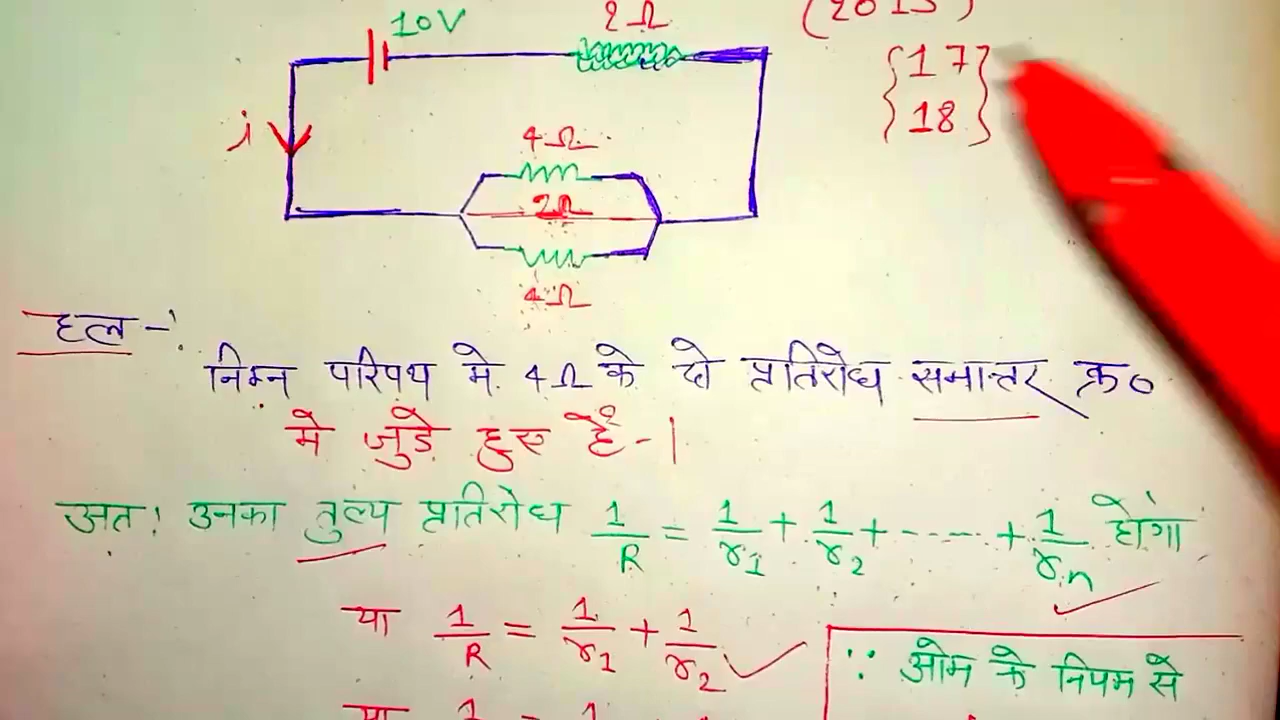 10V
2Ω
(2015)
{17}
{18}
i
4Ω
2Ω
4Ω
हल -:
निम्न परिपथ मे 4Ω के दो प्रतिरोध समान्तर क्र०
मे जुडे हुए हैं -।
अतः उनका तुल्य प्रतिरोध 1/R = 1/r1 + 1/r2 + ------ + 1/rn होगा
या 1/R = 1/r1 + 1/r2
∵ ओम के नियम से
या